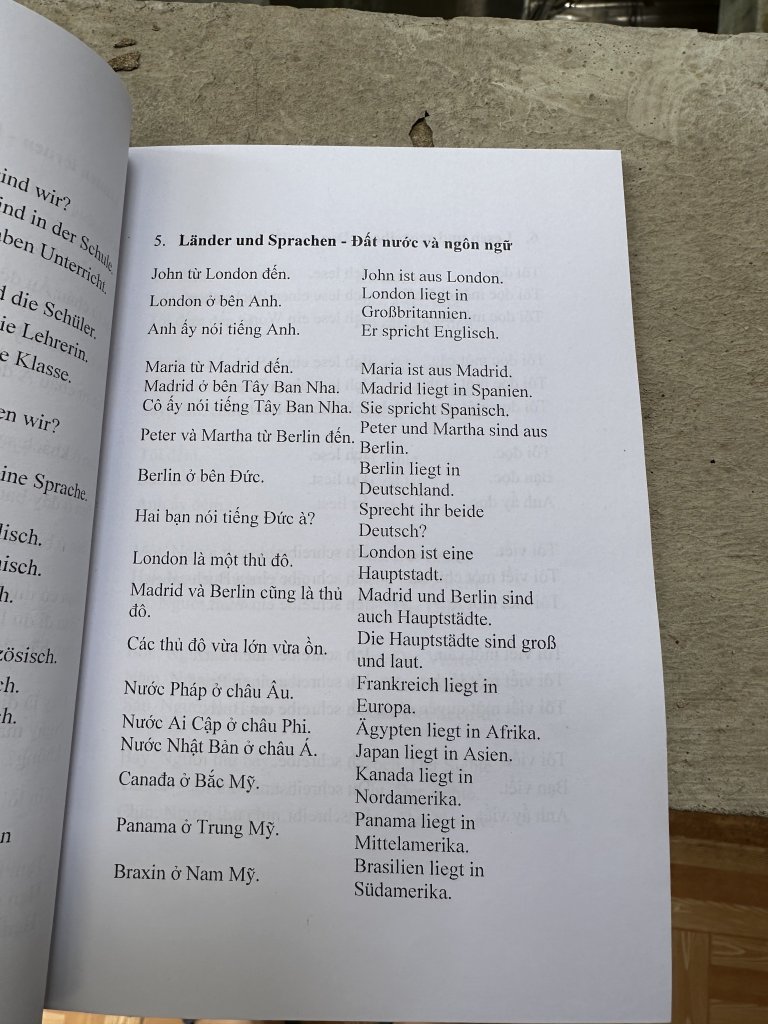 ind wir?
ind in der Schule.
ben Unterricht.
die Schüler.
ie Lehrerin.
e Klasse.
en wir?
ine Sprache.
lisch.
isch.
h.
zösisch.
ch.
ch.
n
5. Länder und Sprachen - Đất nước và ngôn ngữ
John từ London đến. John ist aus London.
London ở bên Anh. London liegt in
Großbritannien.
Anh ấy nói tiếng Anh. Er spricht Englisch.
Maria từ Madrid đến. Maria ist aus Madrid.
Madrid ở bên Tây Ban Nha. Madrid liegt in Spanien.
Cô ấy nói tiếng Tây Ban Nha. Sie spricht Spanisch.
Peter và Martha từ Berlin đến. Peter und Martha sind aus
Berlin.
Berlin ở bên Đức. Berlin liegt in
Deutschland.
Hai bạn nói tiếng Đức à? Sprecht ihr beide
Deutsch?
London là một thủ đô. London ist eine
Hauptstadt.
Madrid và Berlin cũng là thủ Madrid und Berlin sind
đô. auch Hauptstädte.
Các thủ đô vừa lớn vừa ồn. Die Hauptstädte sind groß
und laut.
Nước Pháp ở châu Âu. Frankreich liegt in
Europa.
Nước Ai Cập ở châu Phi. Ägypten liegt in Afrika.
Nước Nhật Bản ở châu Á. Japan liegt in Asien.
Canađa ở Bắc Mỹ. Kanada liegt in
Nordamerika.
Panama ở Trung Mỹ. Panama liegt in
Mittelamerika.
Braxin ở Nam Mỹ. Brasilien liegt in
Südamerika.